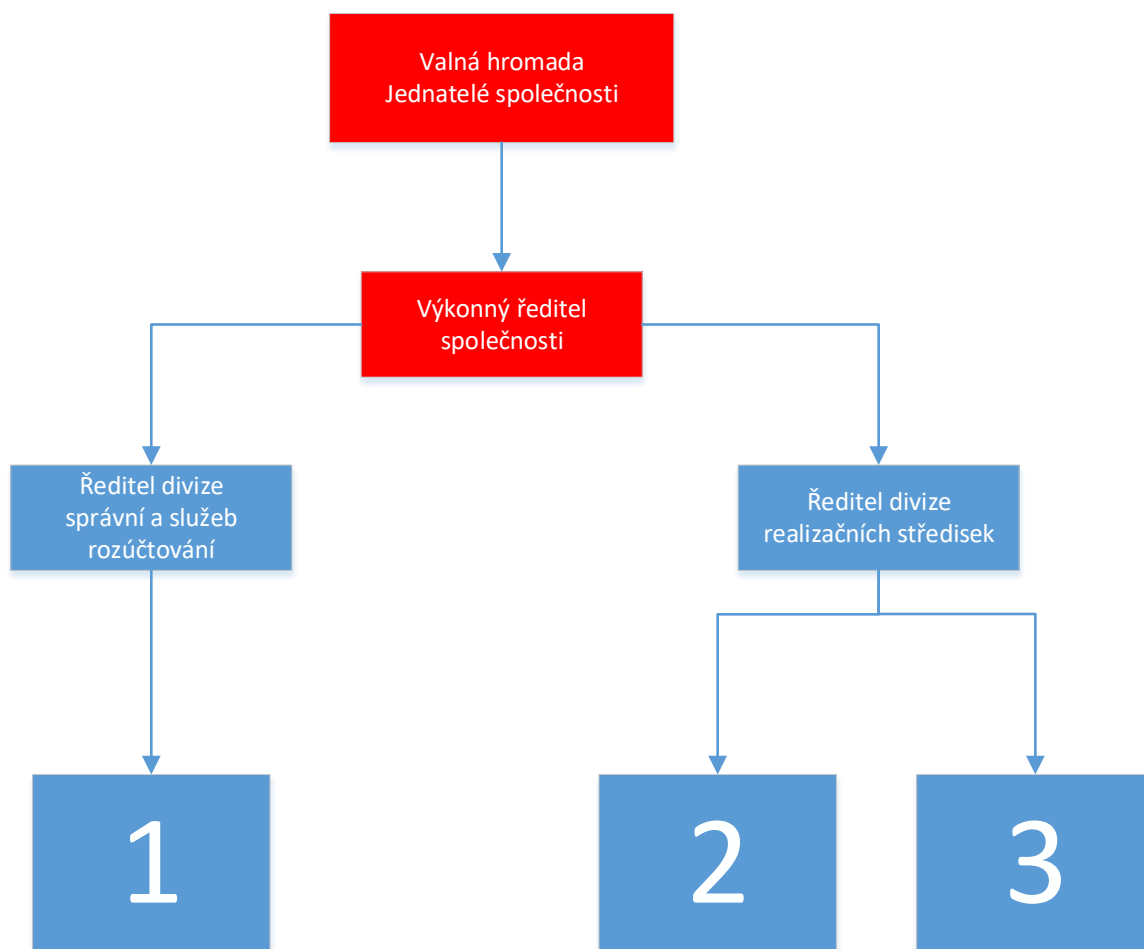 Valná hromada
Jednatelé společnosti
Výkonný ředitel
společnosti
Ředitel divize
správní a služeb
rozúčtování
Ředitel divize
realizačních středisek
1
2
3